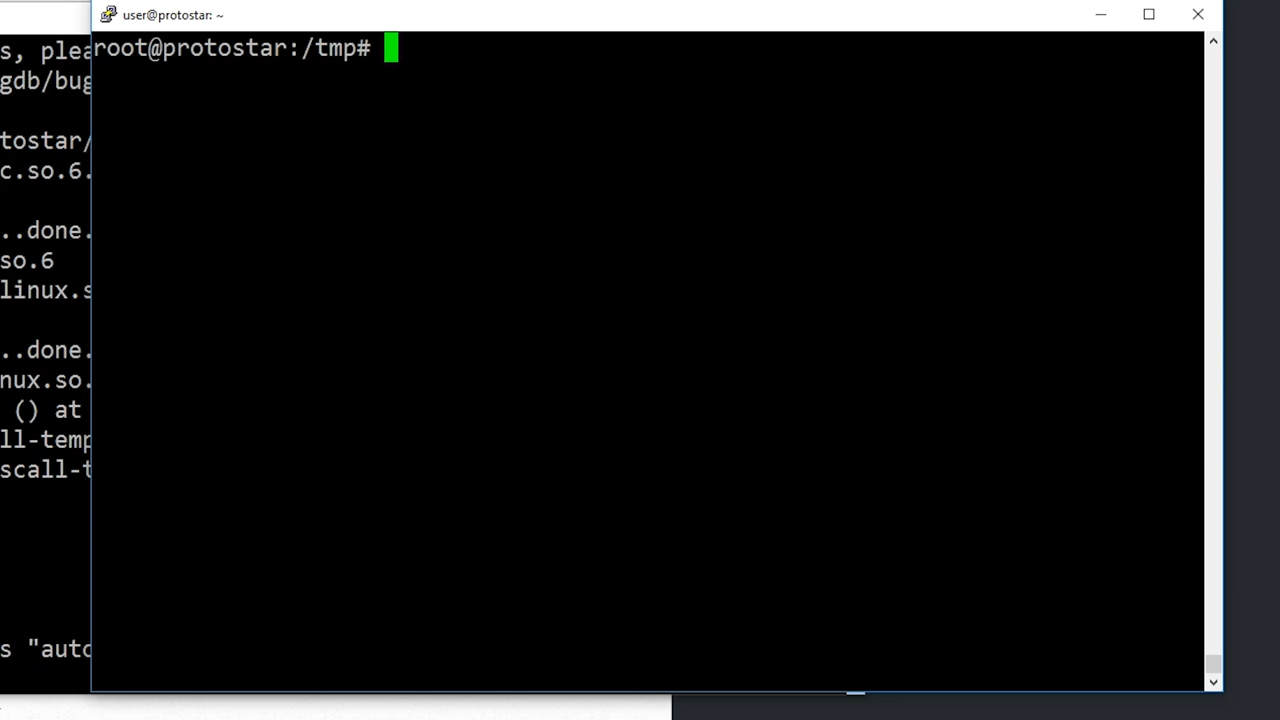 user@protostar: ~
root@protostar:/tmp#
s, plea
gdb/bug
tostar/
c.so.6.
..done.
so.6
linux.s
..done.
nux.so.
() at
ll-temp
scall-t
s "auto